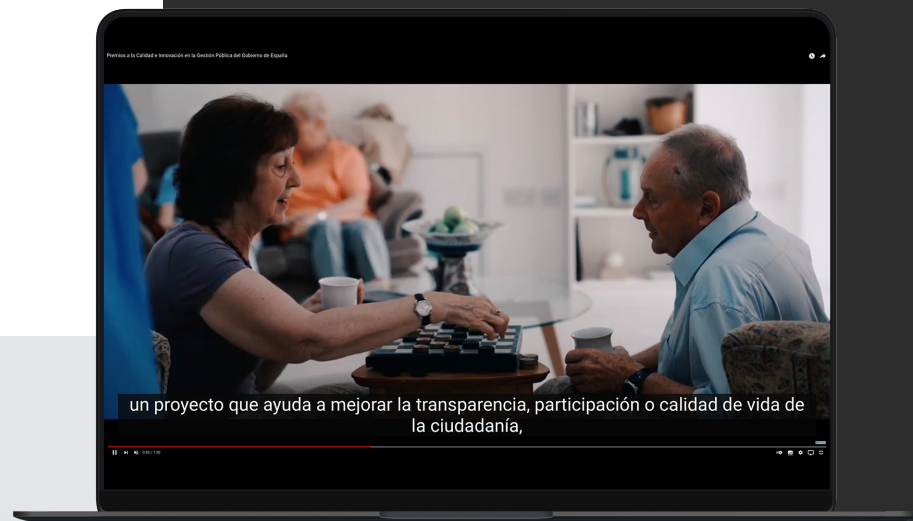 Premios a la Calidad e Innovación en la Gestión Pública del Gobierno de España
un proyecto que ayuda a mejorar la transparencia, participación o calidad de vida de
la ciudadanía,